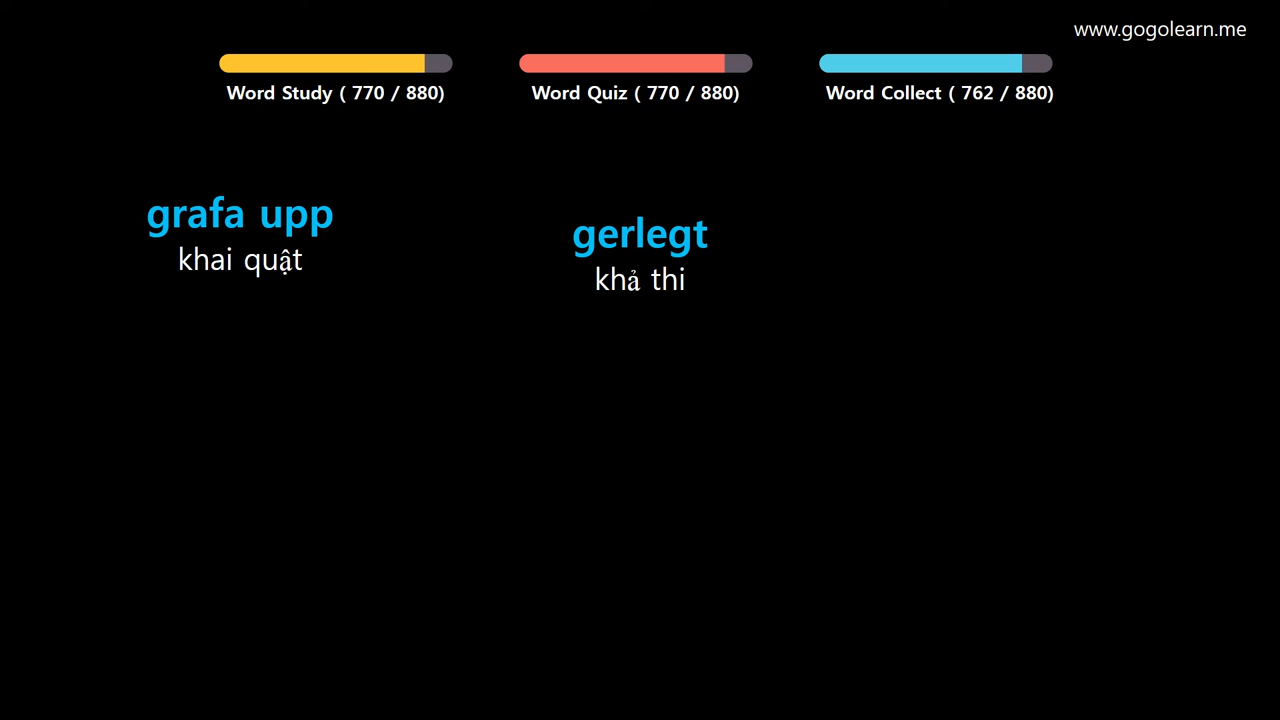 www.gogolearn.me
Word Study ( 770 / 880)
Word Quiz ( 770 / 880)
Word Collect ( 762 / 880)
grafa upp
khai quật
gerlegt
khả thi